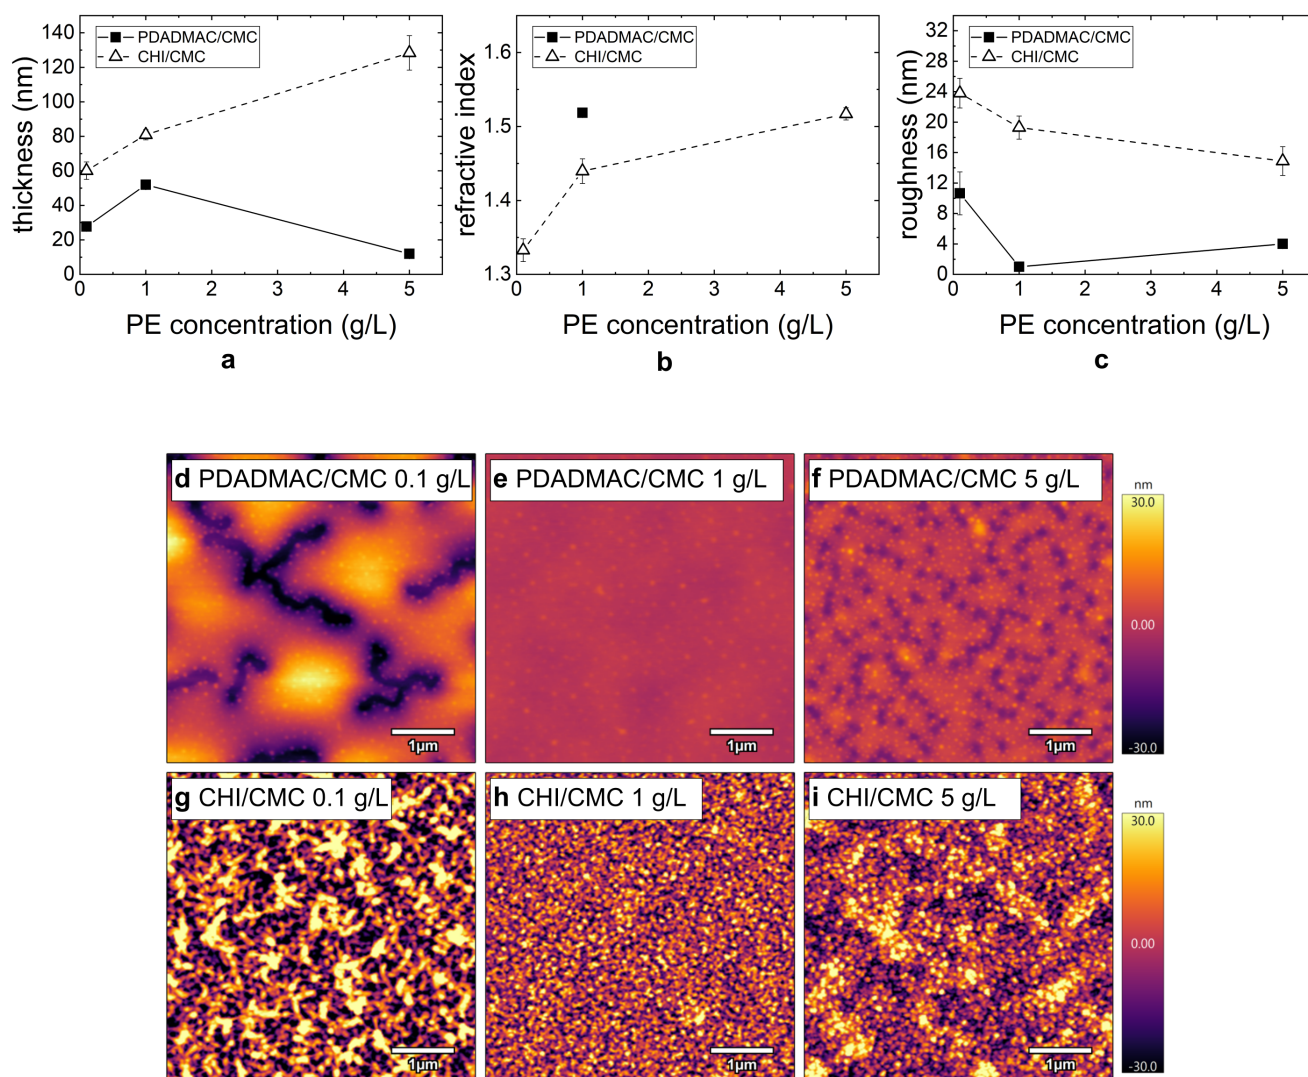 140
120
100
80
60
40
20
0
thickness (nm)
PDADMAC/CMC
CHI/CMC
0 1 2 3 4 5
PE concentration (g/L)
a
1.6
1.5
1.4
1.3
refractive index
PDADMAC/CMC
CHI/CMC
0 1 2 3 4 5
PE concentration (g/L)
b
32
28
24
20
16
12
8
4
0
roughness (nm)
PDADMAC/CMC
CHI/CMC
0 1 2 3 4 5
PE concentration (g/L)
c
d PDADMAC/CMC 0.1 g/L
1µm
e PDADMAC/CMC 1 g/L
1µm
f PDADMAC/CMC 5 g/L
1µm
nm
30.0
0.00
-30.0
g CHI/CMC 0.1 g/L
1µm
h CHI/CMC 1 g/L
1µm
i CHI/CMC 5 g/L
1µm
nm
30.0
0.00
-30.0